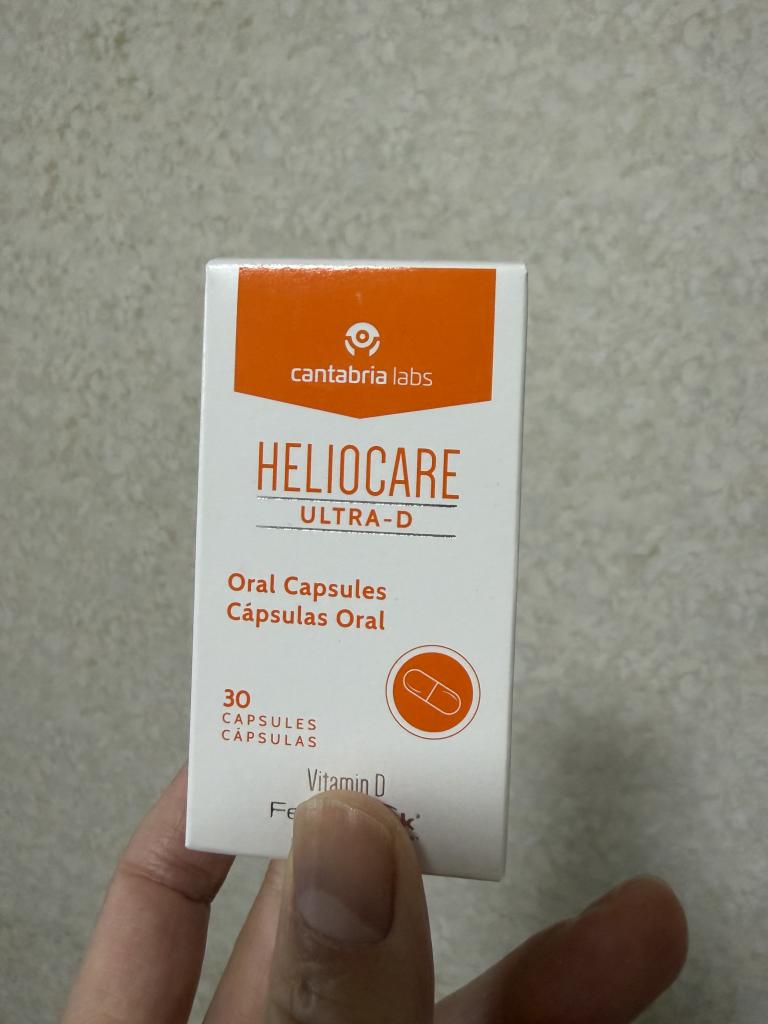 cantabria labs
HELIOCARE
ULTRA-D
Oral Capsules
Cápsulas Oral
30
CAPSULES
CÁPSULAS
Vitamin D